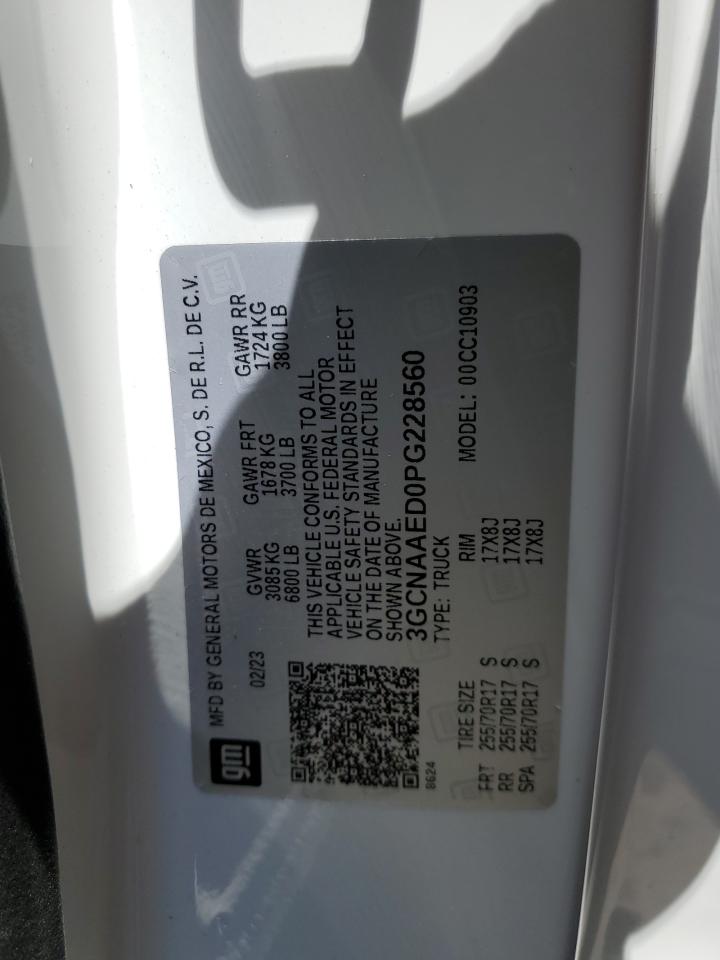 gm
MFD BY GENERAL MOTORS DE MEXICO, S. DE R.L. DE C.V.
02/23
GVWR GAWR FRT GAWR RR
3085 KG 1678 KG 1724 KG
6800 LB 3700 LB 3800 LB
THIS VEHICLE CONFORMS TO ALL
APPLICABLE U.S. FEDERAL MOTOR
VEHICLE SAFETY STANDARDS IN EFFECT
ON THE DATE OF MANUFACTURE
SHOWN ABOVE.
3GCNAAED0PG228560
8624
TYPE: TRUCK MODEL: 00CC10903
TIRE SIZE RIM
FRT 255/70R17 S 17X8J
RR 255/70R17 S 17X8J
SPA 255/70R17 S 17X8J